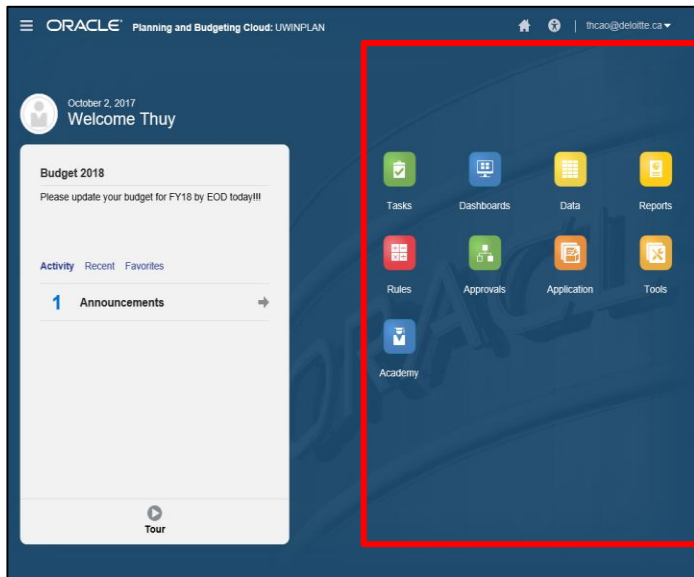 ORACLE Planning and Budgeting Cloud: UWINPLAN
thcao@deloitte.ca
October 2, 2017
Welcome Thuy
Budget 2018
Please update your budget for FY18 by EOD today!!!
Activity Recent Favorites
1 Announcements
Tour
Tasks Dashboards Data Reports
Rules Approvals Application Tools
Academy
ORACL